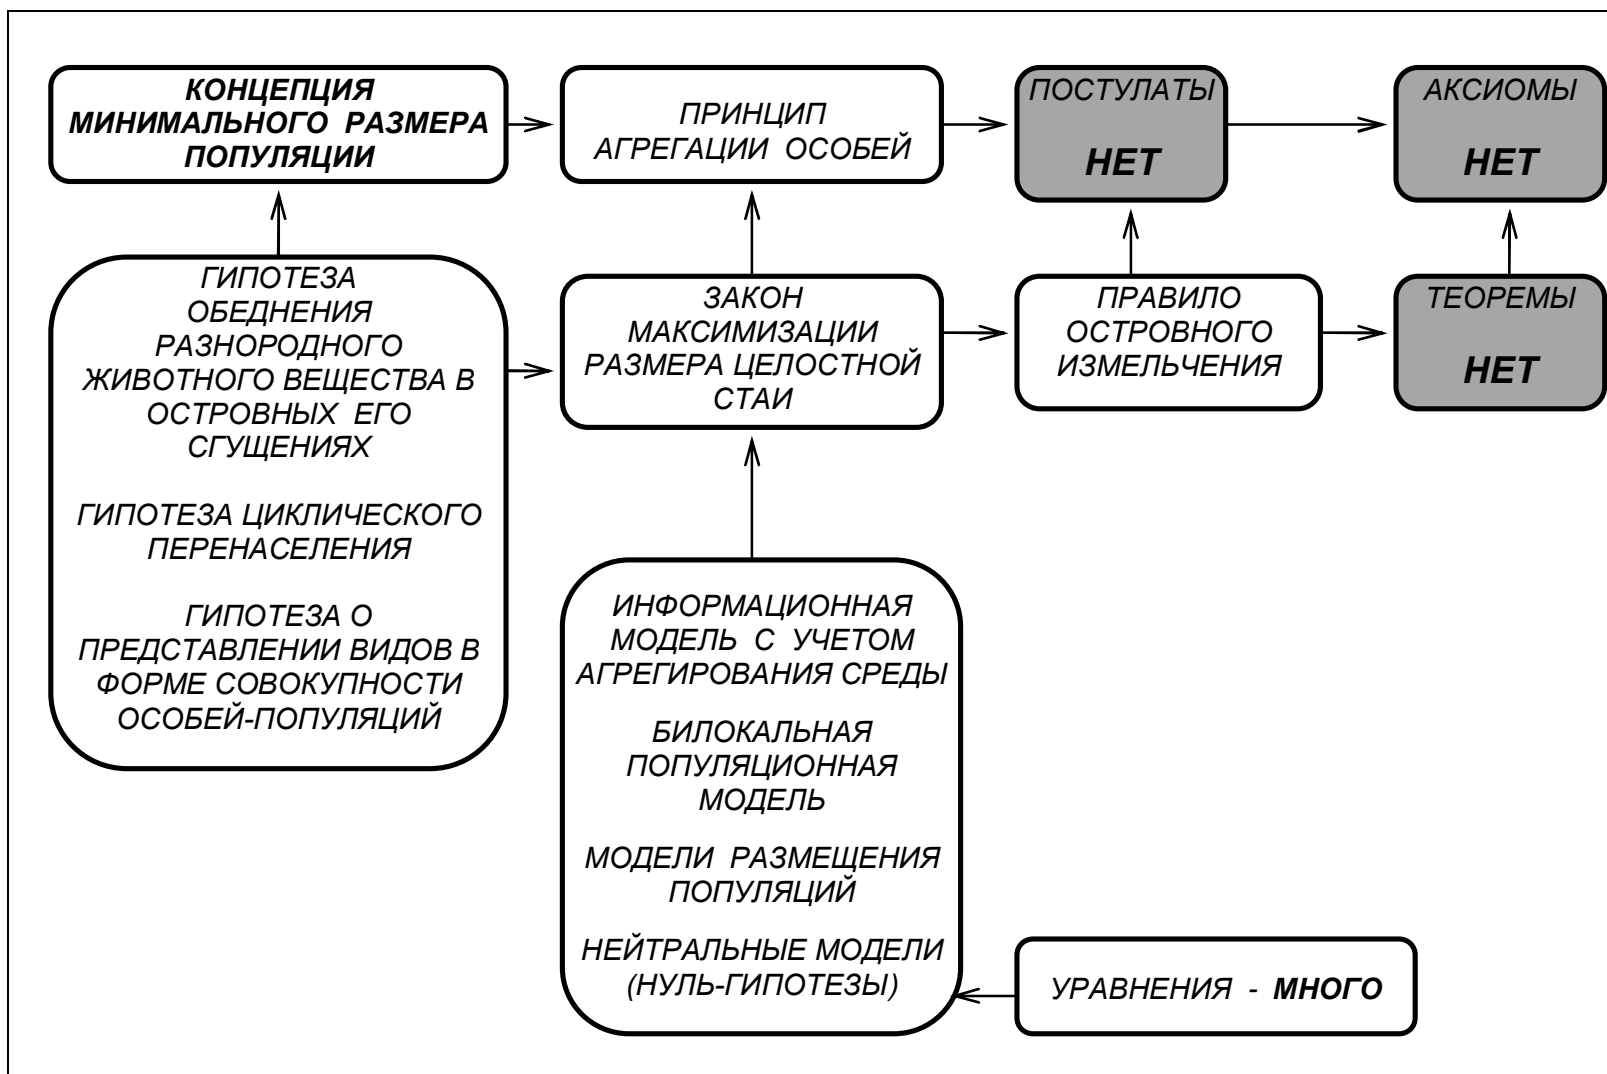 КОНЦЕПЦИЯ
МИНИМАЛЬНОГО РАЗМЕРА
ПОПУЛЯЦИИ
ПРИНЦИП
АГРЕГАЦИИ ОСОБЕЙ
ПОСТУЛАТЫ
НЕТ
АКСИОМЫ
НЕТ
ГИПОТЕЗА
ОБЕДНЕНИЯ
РАЗНОРОДНОГО
ЖИВОТНОГО ВЕЩЕСТВА В
ОСТРОВНЫХ ЕГО
СГУЩЕНИЯХ
ГИПОТЕЗА ЦИКЛИЧЕСКОГО
ПЕРЕНАСЕЛЕНИЯ
ГИПОТЕЗА О
ПРЕДСТАВЛЕНИИ ВИДОВ В
ФОРМЕ СОВОКУПНОСТИ
ОСОБЕЙ-ПОПУЛЯЦИЙ
ЗАКОН
МАКСИМИЗАЦИИ
РАЗМЕРА ЦЕЛОСТНОЙ
СТАИ
ПРАВИЛО
ОСТРОВНОГО
ИЗМЕЛЬЧЕНИЯ
ТЕОРЕМЫ
НЕТ
ИНФОРМАЦИОННАЯ
МОДЕЛЬ С УЧЕТОМ
АГРЕГИРОВАНИЯ СРЕДЫ
БИЛОКАЛЬНАЯ
ПОПУЛЯЦИОННАЯ
МОДЕЛЬ
МОДЕЛИ РАЗМЕЩЕНИЯ
ПОПУЛЯЦИЙ
НЕЙТРАЛЬНЫЕ МОДЕЛИ
(НУЛЬ-ГИПОТЕЗЫ)
УРАВНЕНИЯ - МНОГО